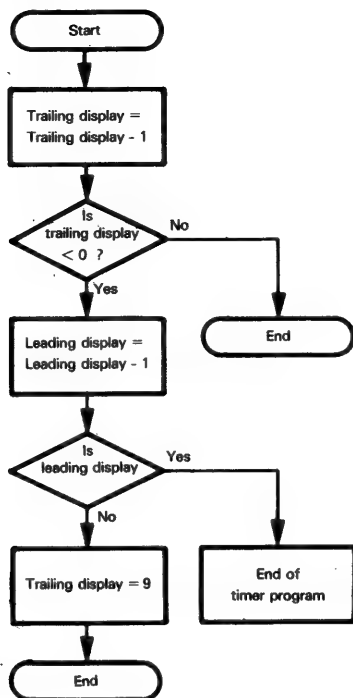 Start
Trailing display =
Trailing display - 1
Is
trailing display
< 0 ?
No
Yes
End
Leading display =
Leading display - 1
Is
leading display
Yes
No
Trailing display = 9
End of
timer program
End